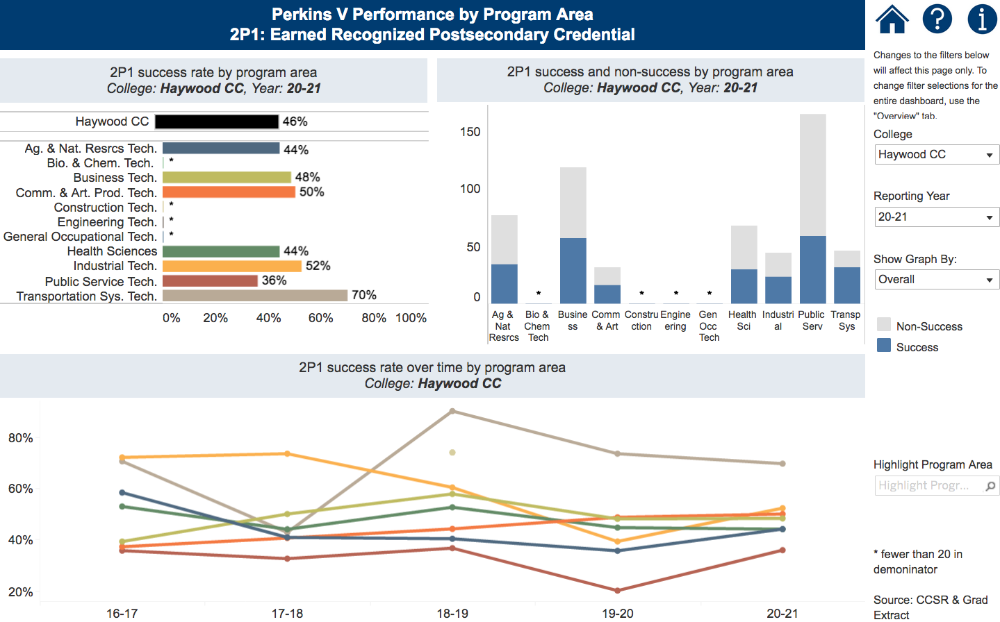 Perkins V Performance by Program Area
2P1: Earned Recognized Postsecondary Credential
2P1 success rate by program area
College: Haywood CC, Year: 20-21
Haywood CC 46%
Ag. & Nat. Resrcs Tech. 44%
Bio. & Chem. Tech. *
Business Tech. 48%
Comm. & Art. Prod. Tech. 50%
Construction Tech. *
Engineering Tech. *
General Occupational Tech. *
Health Sciences 44%
Industrial Tech. 52%
Public Service Tech. 36%
Transportation Sys. Tech. 70%
0% 20% 40% 60% 80% 100%
2P1 success and non-success by program area
College: Haywood CC, Year: 20-21
150
100
50
0
* * * *
Ag & Bio & Busine Comm Constru Engine Gen Health Industri Public Transp
Nat Chem ss & Art ction ering Occ Sci al Serv Sys
Resrcs Tech Tech
2P1 success rate over time by program area
College: Haywood CC
80%
60%
40%
20%
16-17 17-18 18-19 19-20 20-21
?
i
Changes to the filters below
will affect this page only. To
change filter selections for the
entire dashboard, use the
"Overview" tab.
College
Haywood CC
Reporting Year
20-21
Show Graph By:
Overall
Non-Success
Success
Highlight Program Area
Highlight Progr...
* fewer than 20 in
demoninator
Source: CCSR & Grad
Extract